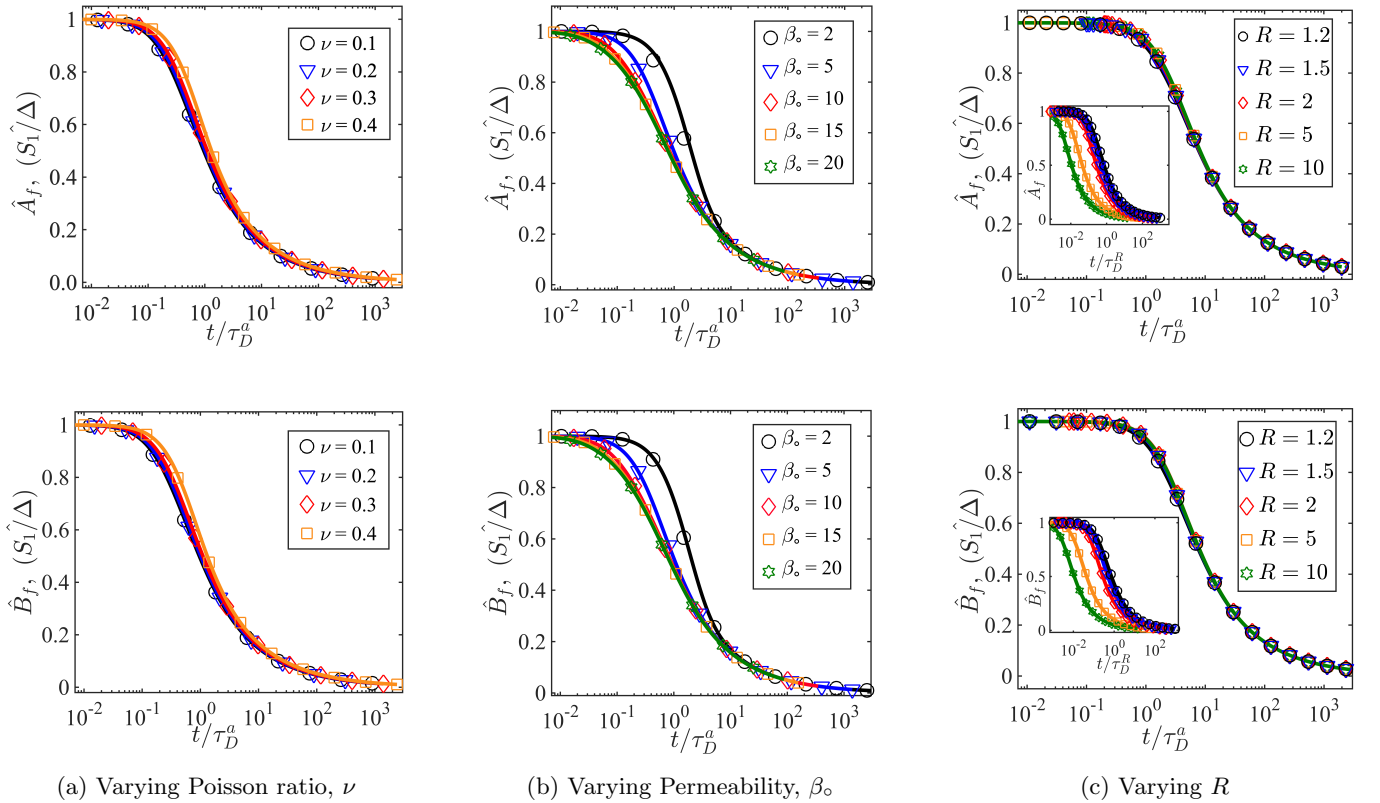 1
0.8
0.6
0.4
0.2
0
Â_f, (S_1^/Δ)
10^-2 10^-1 10^0 10^1 10^2 10^3
t/τ_D^a
ν = 0.1
ν = 0.2
ν = 0.3
ν = 0.4
1
0.8
0.6
0.4
0.2
0
Â_f, (S_1^/Δ)
10^-2 10^-1 10^0 10^1 10^2 10^3
t/τ_D^a
β∘ = 2
β∘ = 5
β∘ = 10
β∘ = 15
β∘ = 20
1
0.8
0.6
0.4
0.2
0
Â_f, (S_1^/Δ)
10^-2 10^-1 10^0 10^1 10^2 10^3
t/τ_D^a
R = 1.2
R = 1.5
R = 2
R = 5
R = 10
1
0.5
0
Â_f
10^-2 10^0 10^2
t/τ_D^R
1
0.8
0.6
0.4
0.2
0
B̂_f, (S_1^/Δ)
10^-2 10^-1 10^0 10^1 10^2 10^3
t/τ_D^a
ν = 0.1
ν = 0.2
ν = 0.3
ν = 0.4
1
0.8
0.6
0.4
0.2
0
B̂_f, (S_1^/Δ)
10^-2 10^-1 10^0 10^1 10^2 10^3
t/τ_D^a
β∘ = 2
β∘ = 5
β∘ = 10
β∘ = 15
β∘ = 20
1
0.8
0.6
0.4
0.2
0
B̂_f, (S_1^/Δ)
10^-2 10^-1 10^0 10^1 10^2 10^3
t/τ_D^a
R = 1.2
R = 1.5
R = 2
R = 5
R = 10
1
0.5
0
B̂_f
10^-2 10^0 10^2
t/τ_D^R
(a) Varying Poisson ratio, ν
(b) Varying Permeability, β∘
(c) Varying R